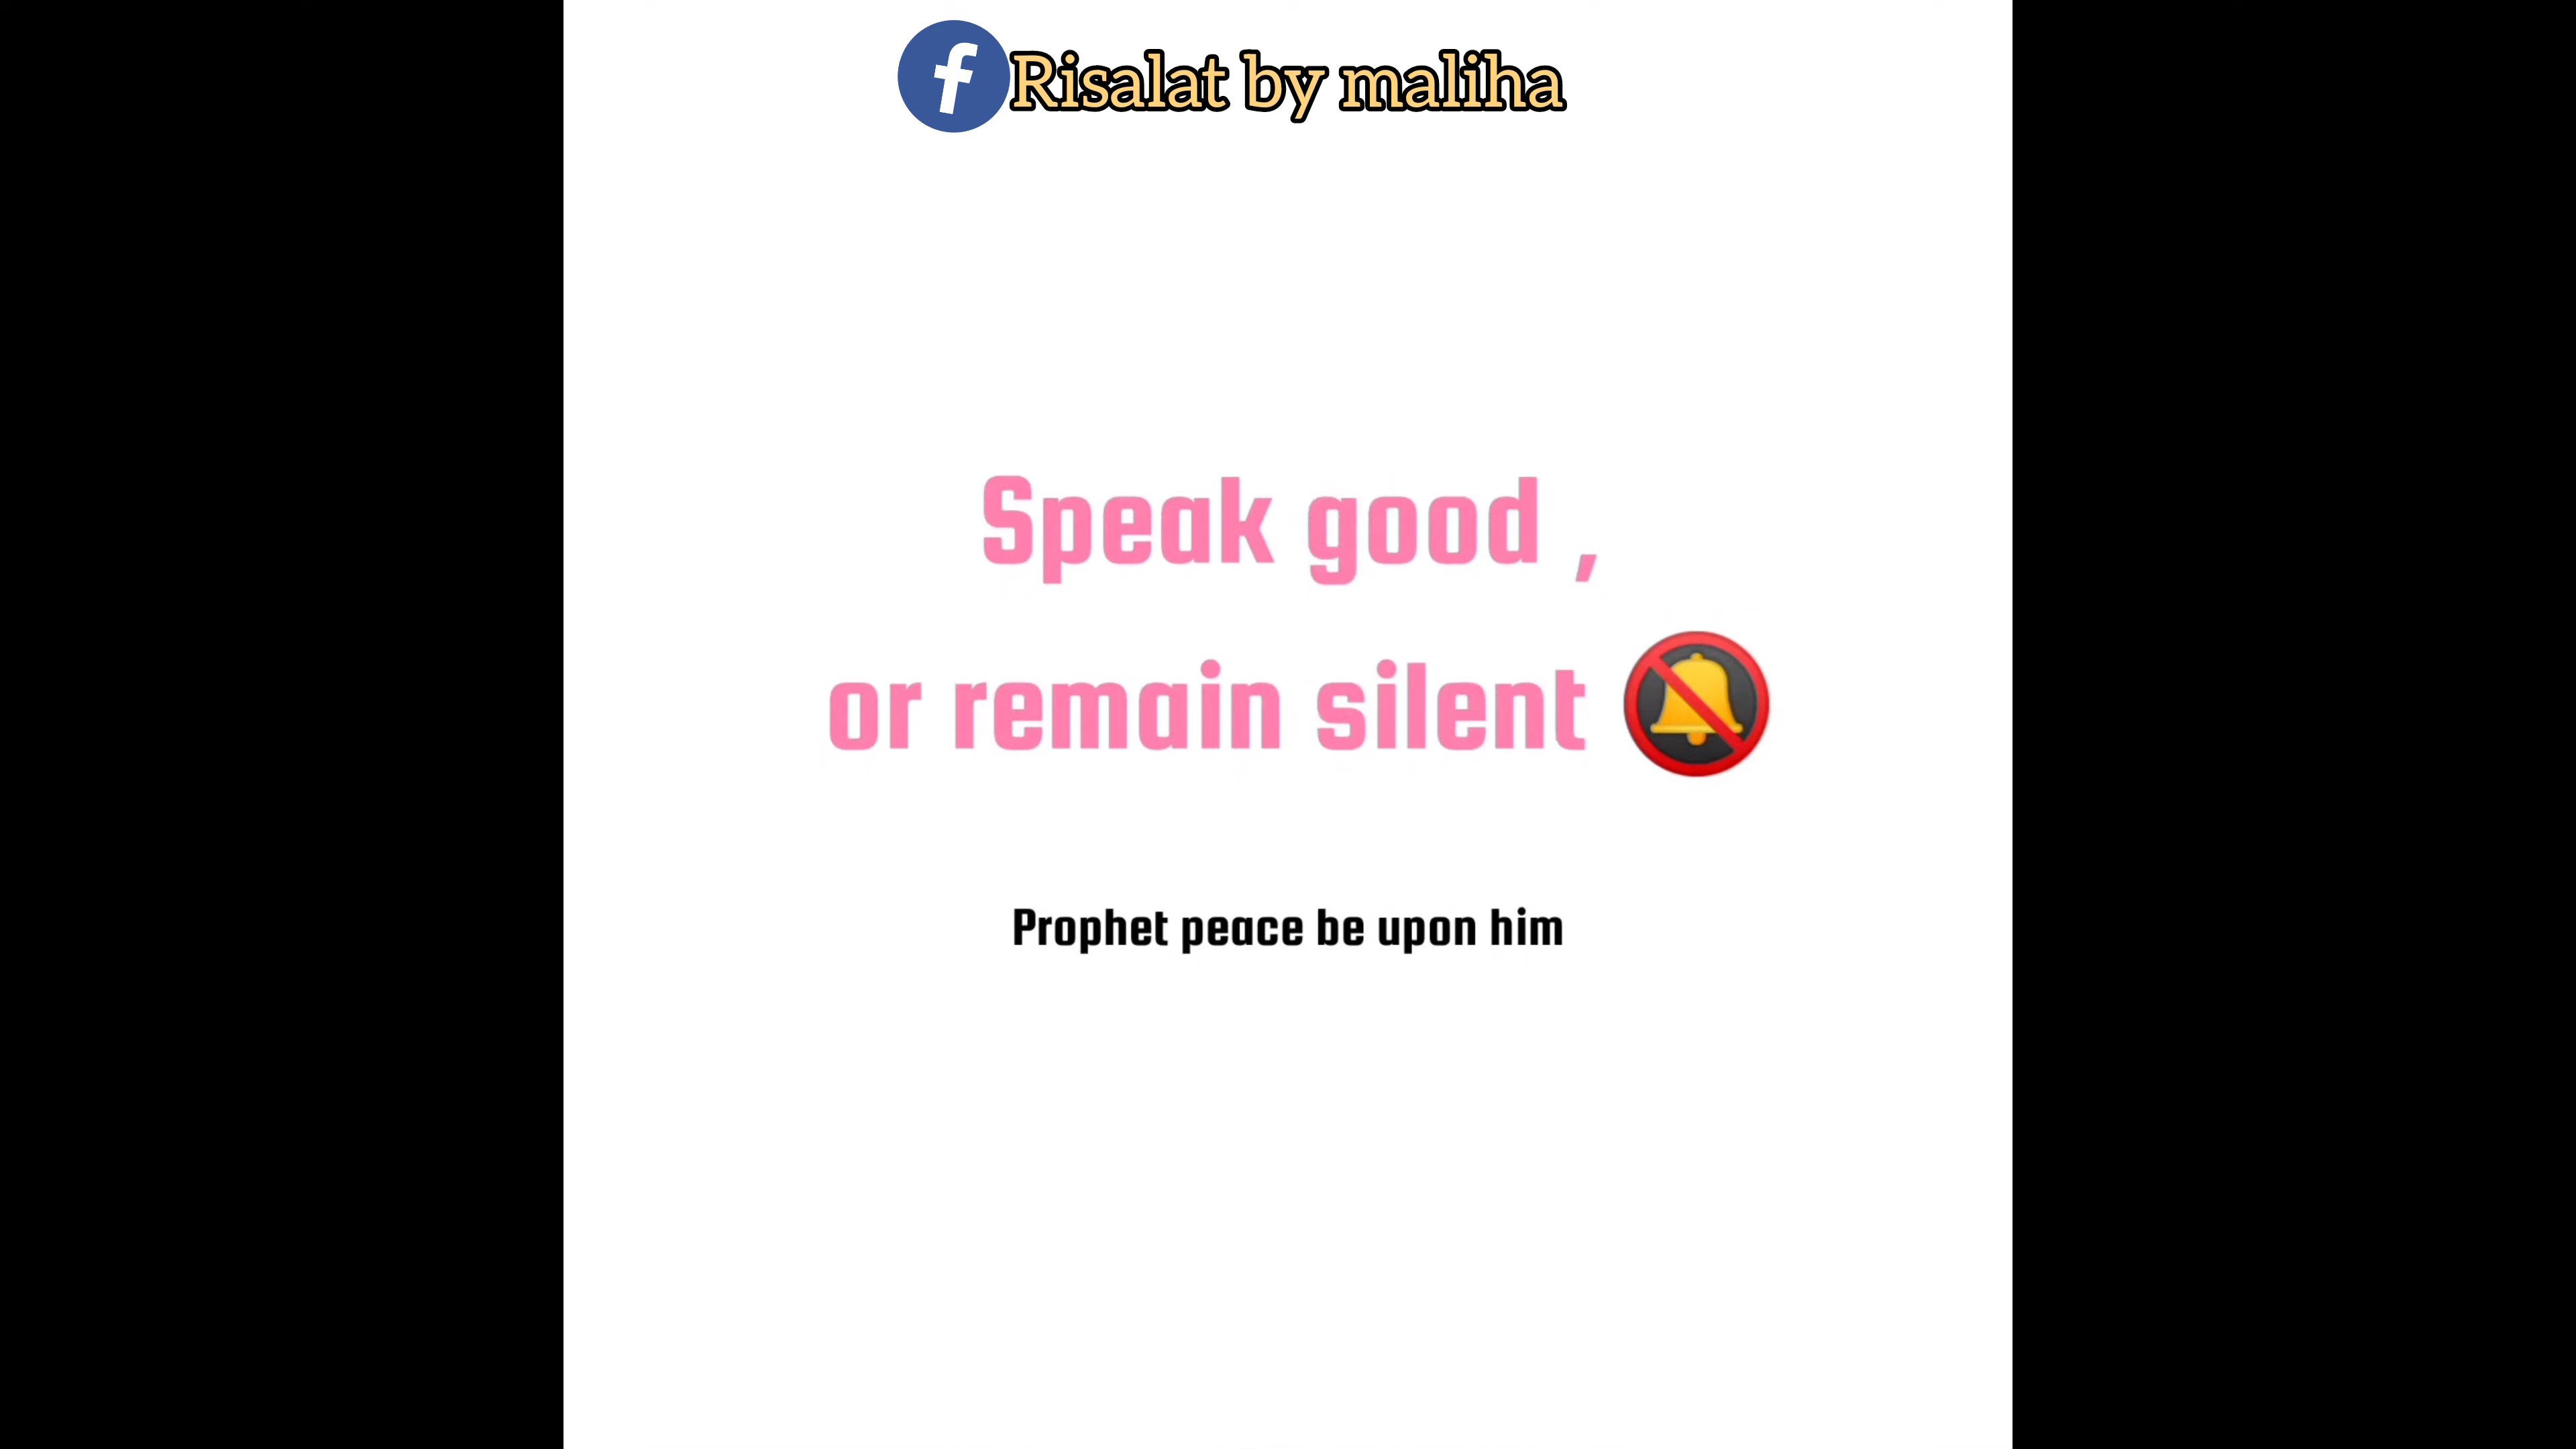 Risalat by maliha
Speak good ,
or remain silent
Prophet peace be upon him